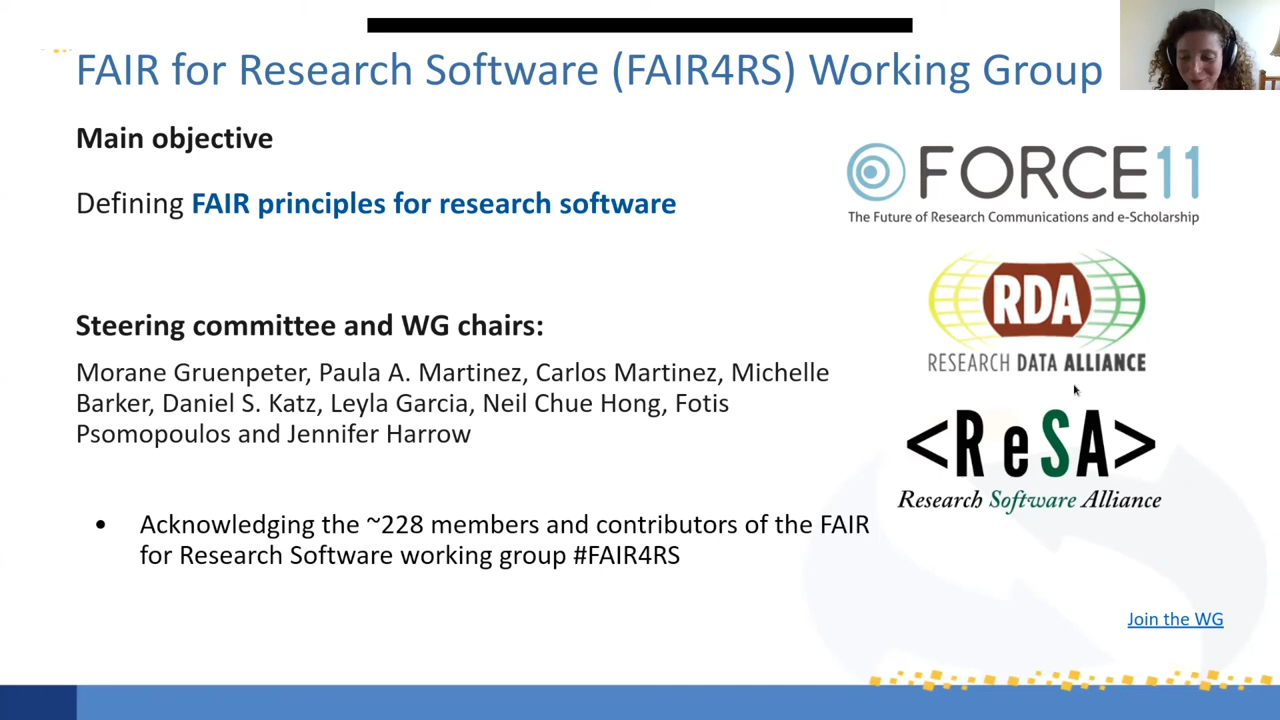 FAIR for Research Software (FAIR4RS) Working Group
Main objective
Defining FAIR principles for research software
Steering committee and WG chairs:
Morane Gruenpeter, Paula A. Martinez, Carlos Martinez, Michelle
Barker, Daniel S. Katz, Leyla Garcia, Neil Chue Hong, Fotis
Psomopoulos and Jennifer Harrow
• Acknowledging the ~228 members and contributors of the FAIR
for Research Software working group #FAIR4RS
FORCE11
The Future of Research Communications and e-Scholarship
RDA
RESEARCH DATA ALLIANCE
<ReSA>
Research Software Alliance
Join the WG